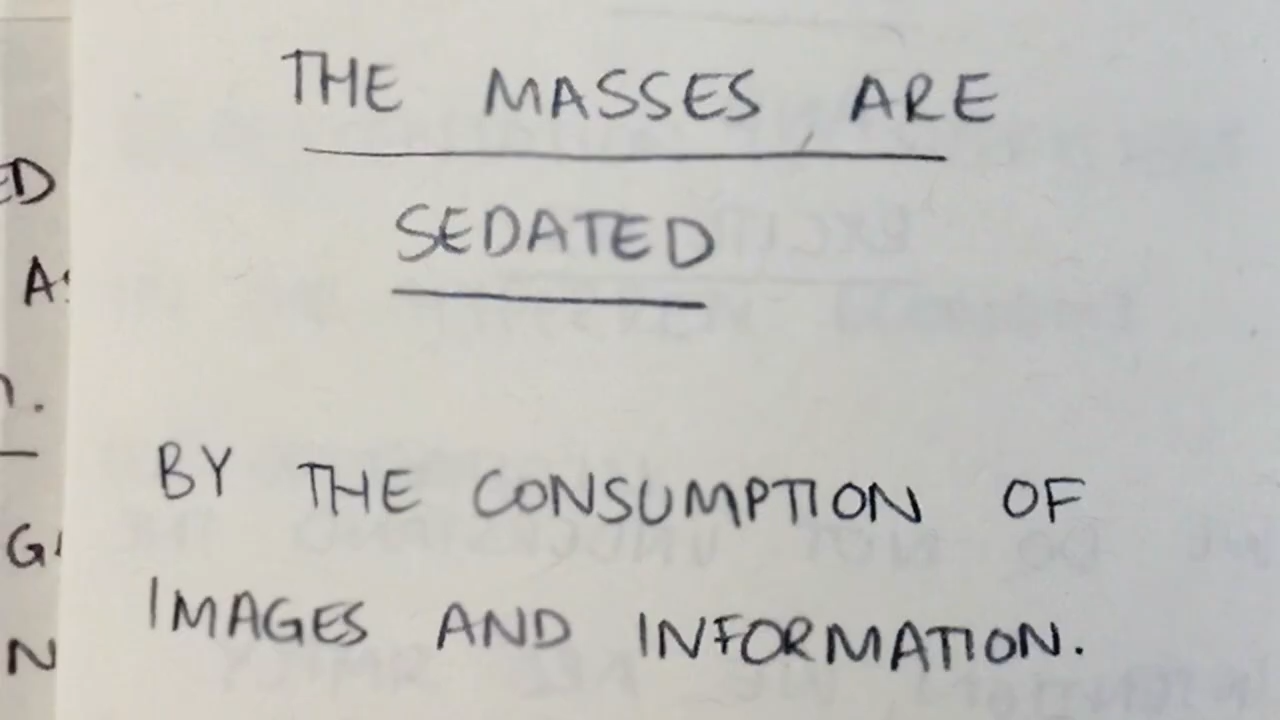 THE MASSES ARE
SEDATED
BY THE CONSUMPTION OF
IMAGES AND INFORMATION.